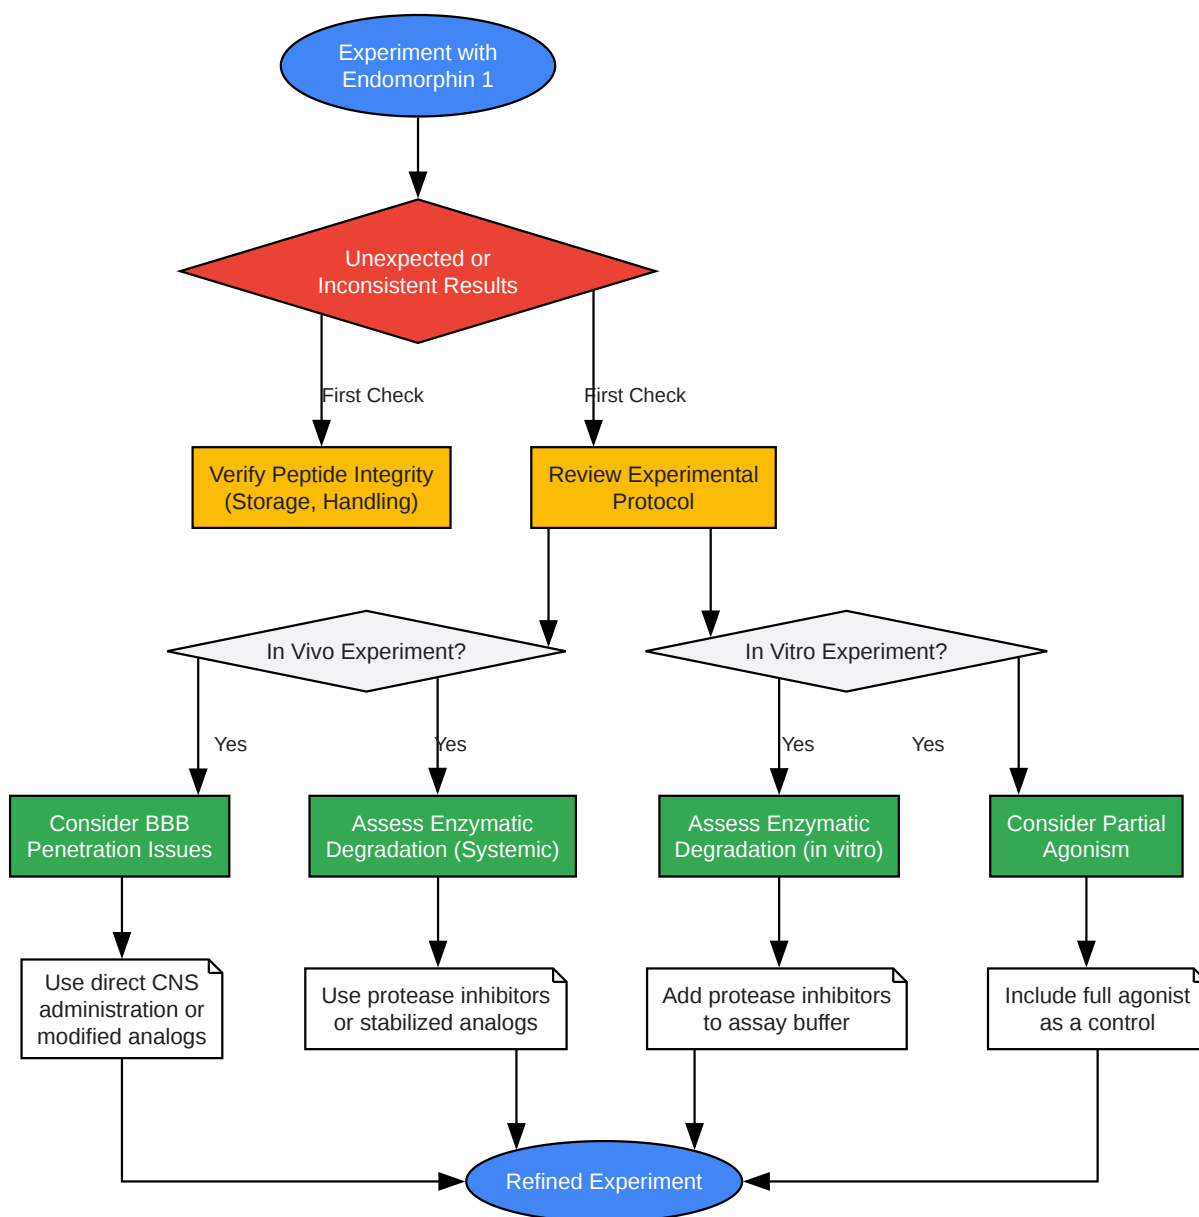 Experiment with
Endomorphin 1
Unexpected or
Inconsistent Results
First Check
First Check
Verify Peptide Integrity
(Storage, Handling)
Review Experimental
Protocol
In Vivo Experiment?
In Vitro Experiment?
Yes
Yes
Yes
Yes
Consider BBB
Penetration Issues
Assess Enzymatic
Degradation (Systemic)
Assess Enzymatic
Degradation (in vitro)
Consider Partial
Agonism
Use direct CNS
administration or
modified analogs
Use protease inhibitors
or stabilized analogs
Add protease inhibitors
to assay buffer
Include full agonist
as a control
Refined Experiment